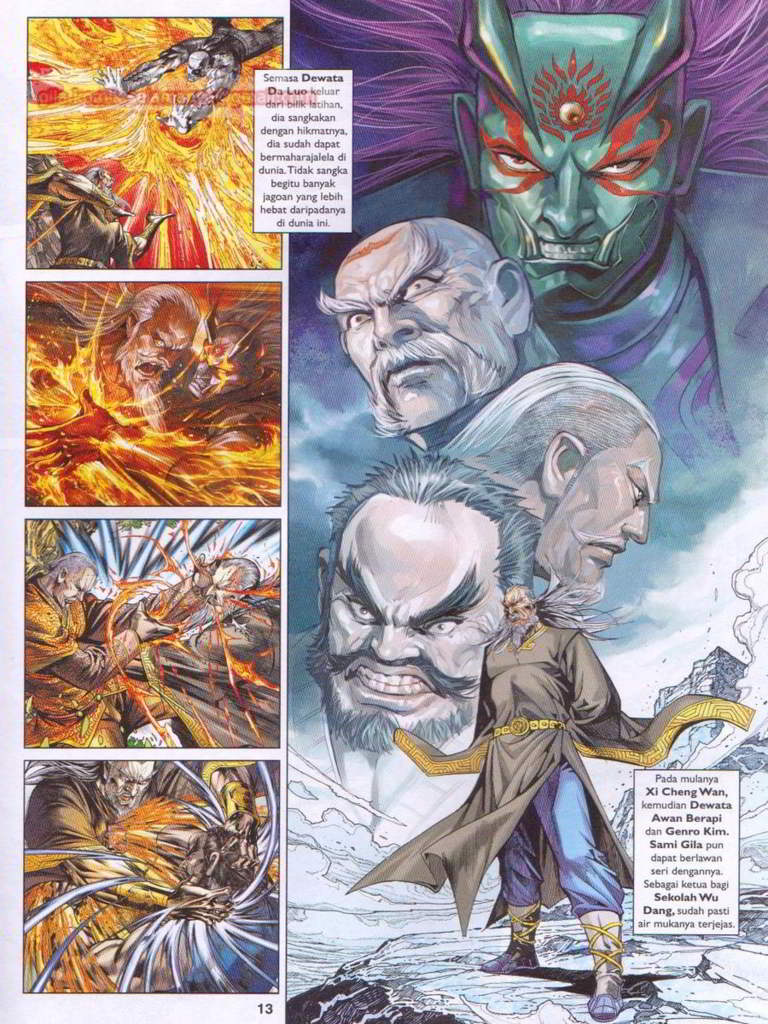 Semasa Dewata
Da Luo keluar
dari bilik latihan,
dia sangkakan
dengan hikmatnya,
dia sudah dapat
bermaharajalela di
dunia. Tidak sangka
begitu banyak
jagoan yang lebih
hebat daripadanya
di dunia ini.
Pada mulanya
Xi Cheng Wan,
kemudian Dewata
Awan Berapi
dan Genro Kim.
Sami Gila pun
dapat berlawan
seri dengannya.
Sebagai ketua bagi
Sekolah Wu
Dang, sudah pasti
air mukanya terjejas.
13